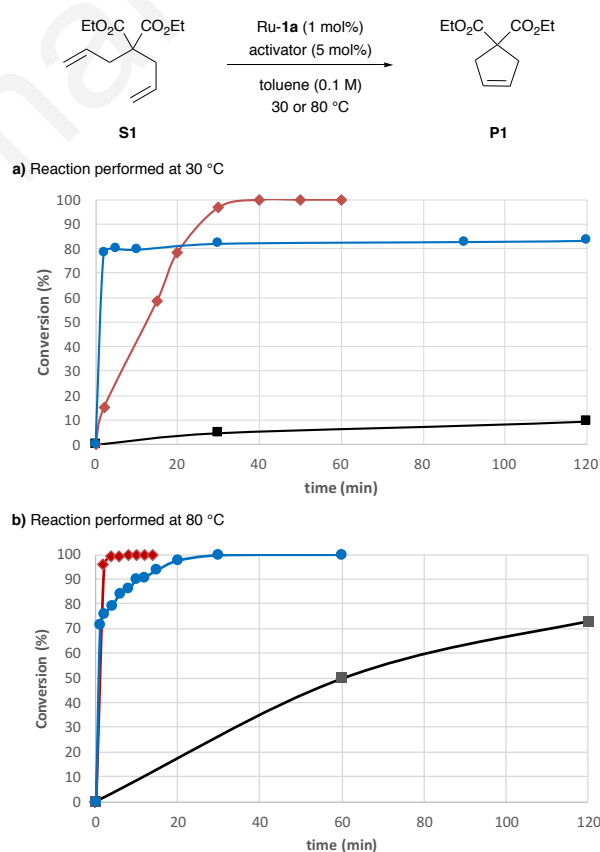 EtO₂C CO₂Et
Ru-1a (1 mol%)
activator (5 mol%)
toluene (0.1 M)
30 or 80 °C
EtO₂C CO₂Et
S1
P1
a) Reaction performed at 30 °C
100
90
80
70
60
50
40
30
20
10
0
Conversion (%)
0 20 40 60 80 100 120
time (min)
b) Reaction performed at 80 °C
100
90
80
70
60
50
40
30
20
10
0
Conversion (%)
0 20 40 60 80 100 120
time (min)